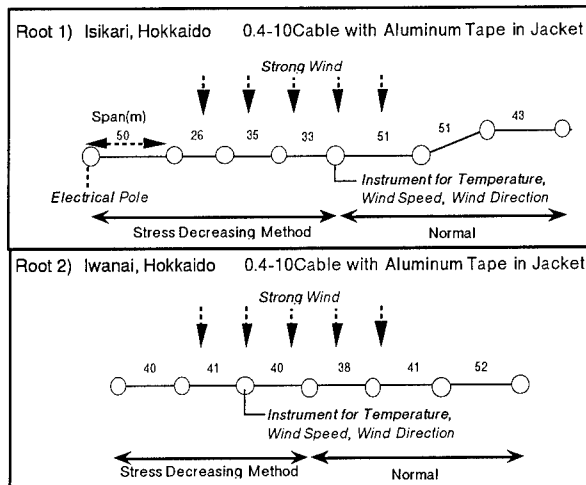 Root 1) Isikari, Hokkaido 0.4-10Cable with Aluminum Tape in Jacket
Strong Wind
Span(m)
50 26 35 33 51 51 43
Electrical Pole
Instrument for Temperature,
Wind Speed, Wind Direction
Stress Decreasing Method Normal
Root 2) Iwanai, Hokkaido 0.4-10Cable with Aluminum Tape in Jacket
Strong Wind
40 41 40 38 41 52
Instrument for Temperature,
Wind Speed, Wind Direction
Stress Decreasing Method Normal